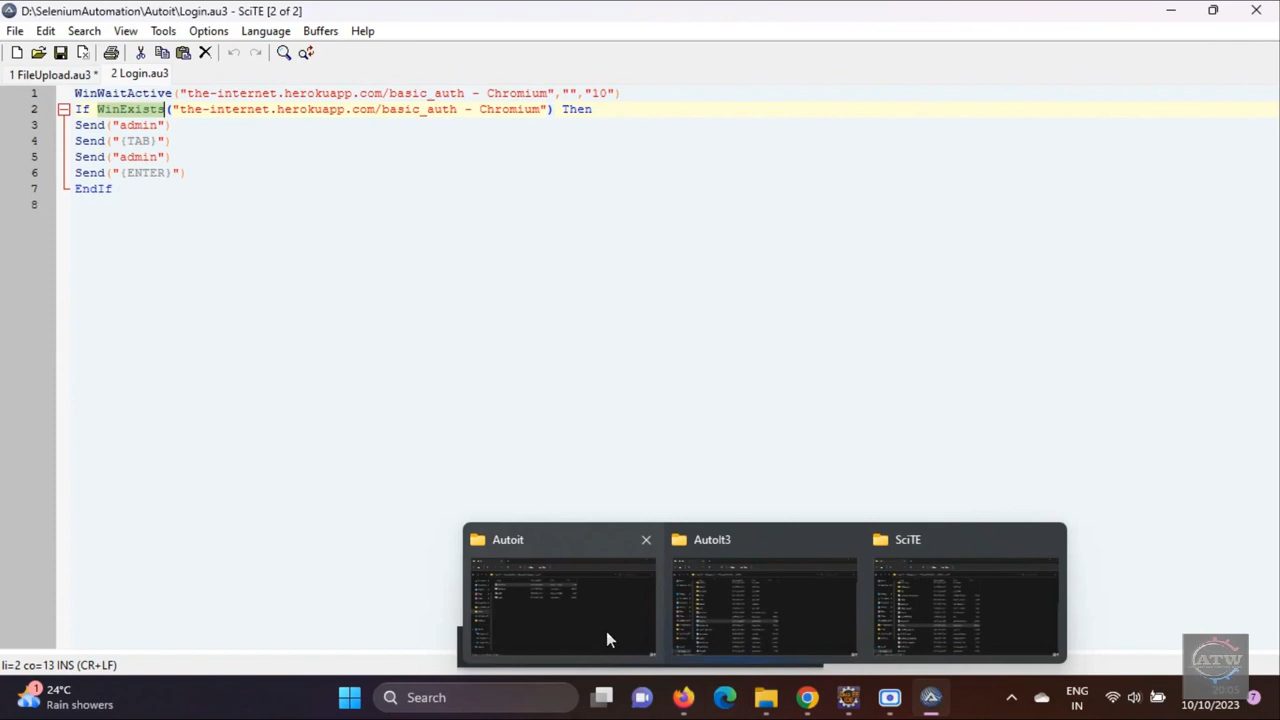 D:\SeleniumAutomation\Autoit\Login.au3 - SciTE [2 of 2]
File Edit Search View Tools Options Language Buffers Help
1 FileUpload.au3 * 2 Login.au3
1 WinWaitActive("the-internet.herokuapp.com/basic_auth - Chromium","","10")
2 If WinExists("the-internet.herokuapp.com/basic_auth - Chromium") Then
3 Send("admin")
4 Send("{TAB}")
5 Send("admin")
6 Send("{ENTER}")
7 EndIf
8
Autoit AutoIt3 SciTE
li=2 co=13 INS (CR+LF)
ATW
24°C
Rain showers
Search
ENG
IN
20:05
10/10/2023
7